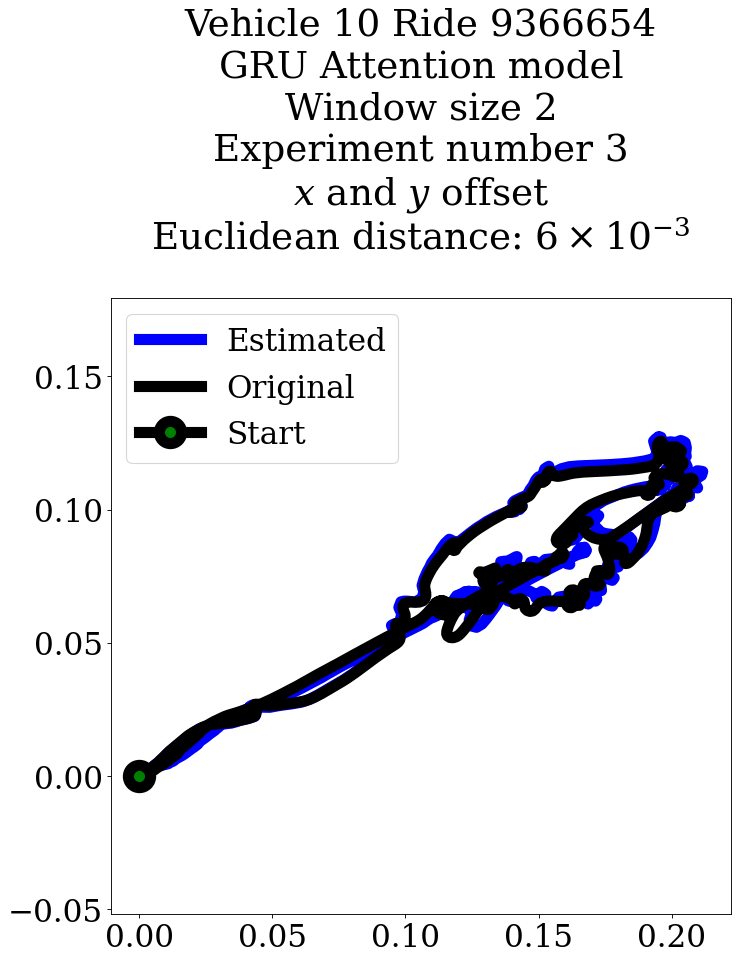 Vehicle 10 Ride 9366654
GRU Attention model
Window size 2
Experiment number 3
x and y offset
Euclidean distance: 6 × 10⁻³
Estimated
Original
Start
0.15
0.10
0.05
0.00
−0.05
0.00 0.05 0.10 0.15 0.20